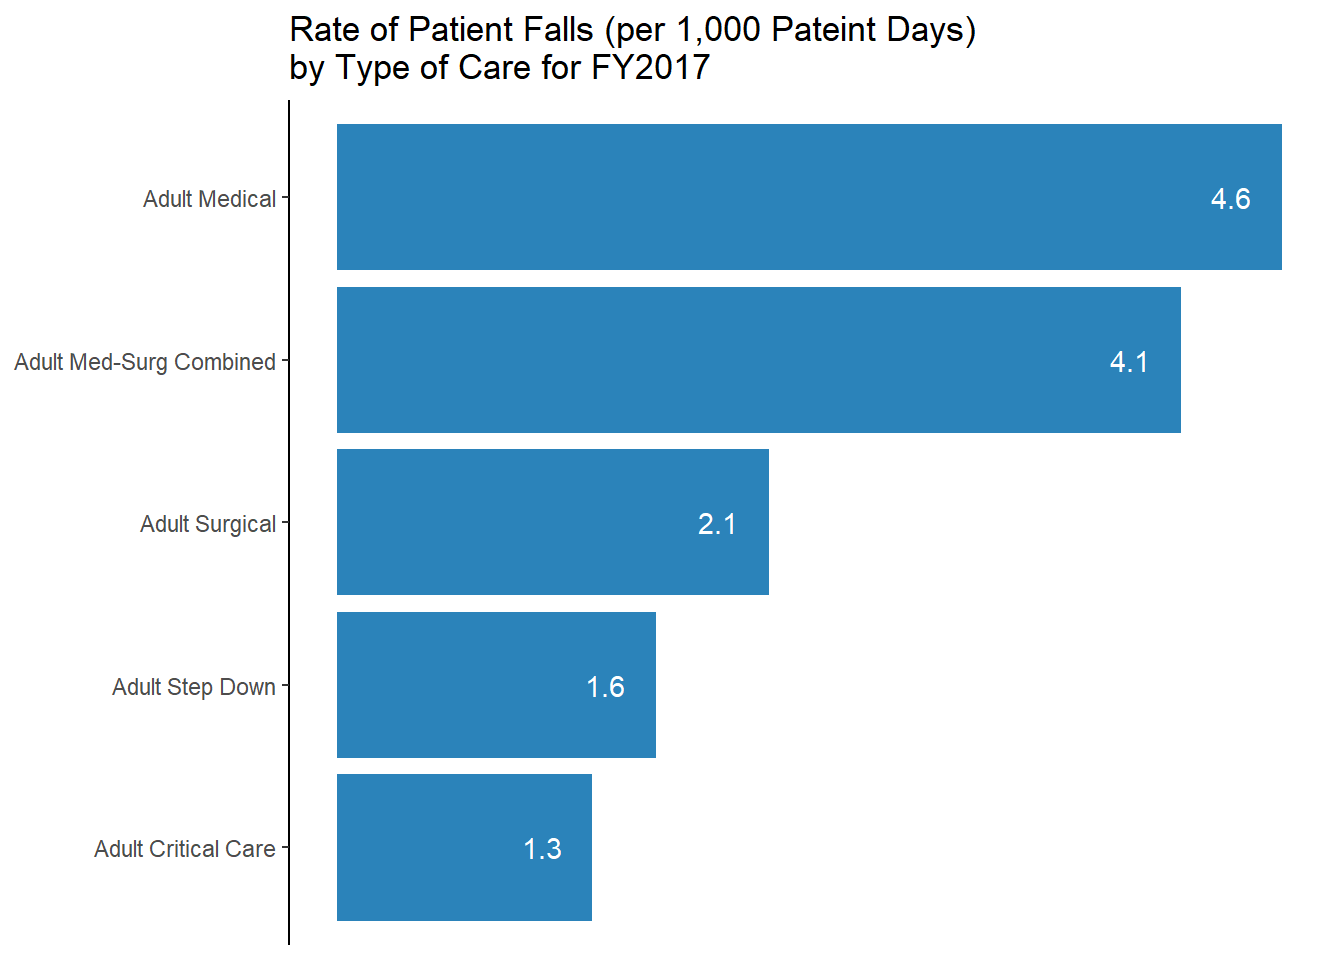 Rate of Patient Falls (per 1,000 Pateint Days)
by Type of Care for FY2017
Adult Medical
4.6
Adult Med-Surg Combined
4.1
Adult Surgical
2.1
Adult Step Down
1.6
Adult Critical Care
1.3